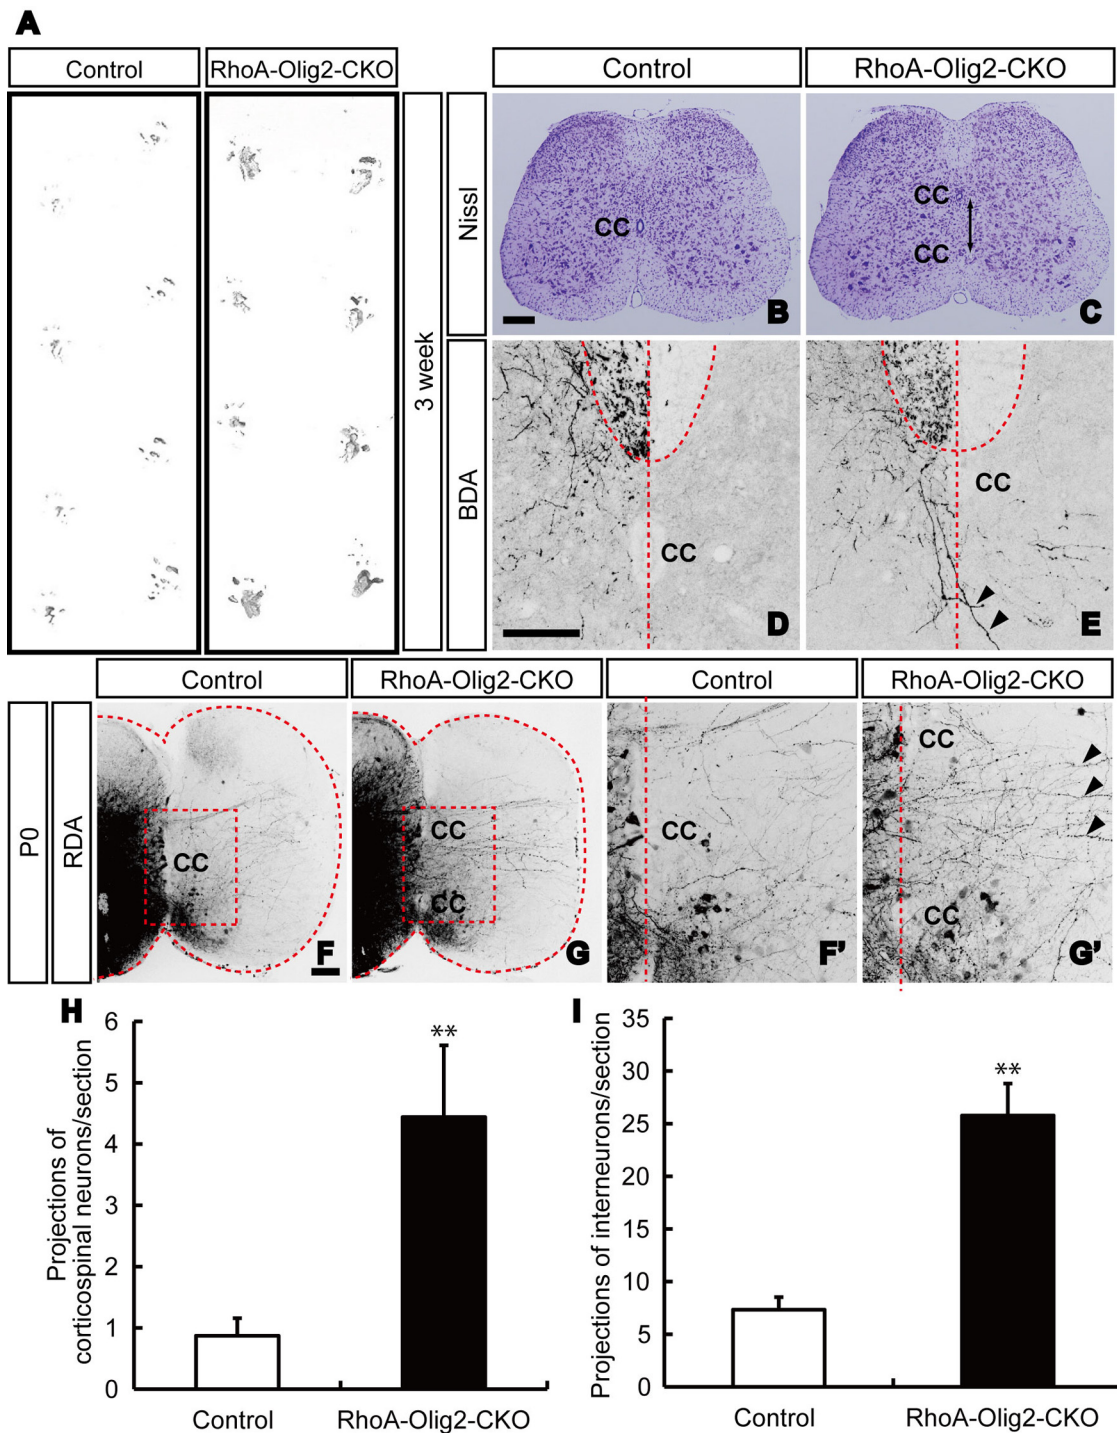 A
Control
RhoA-Olig2-CKO
Control
RhoA-Olig2-CKO
3 week
Nissl
CC
B
CC
CC
C
BDA
CC
D
CC
E
Control
RhoA-Olig2-CKO
Control
RhoA-Olig2-CKO
P0
RDA
CC
F
CC
CC
G
CC
F'
CC
CC
G'
H
Projections of
corticospinal neurons/section
6
5
4
3
2
1
0
**
Control
RhoA-Olig2-CKO
I
Projections of interneurons/section
35
30
25
20
15
10
5
0
**
Control
RhoA-Olig2-CKO